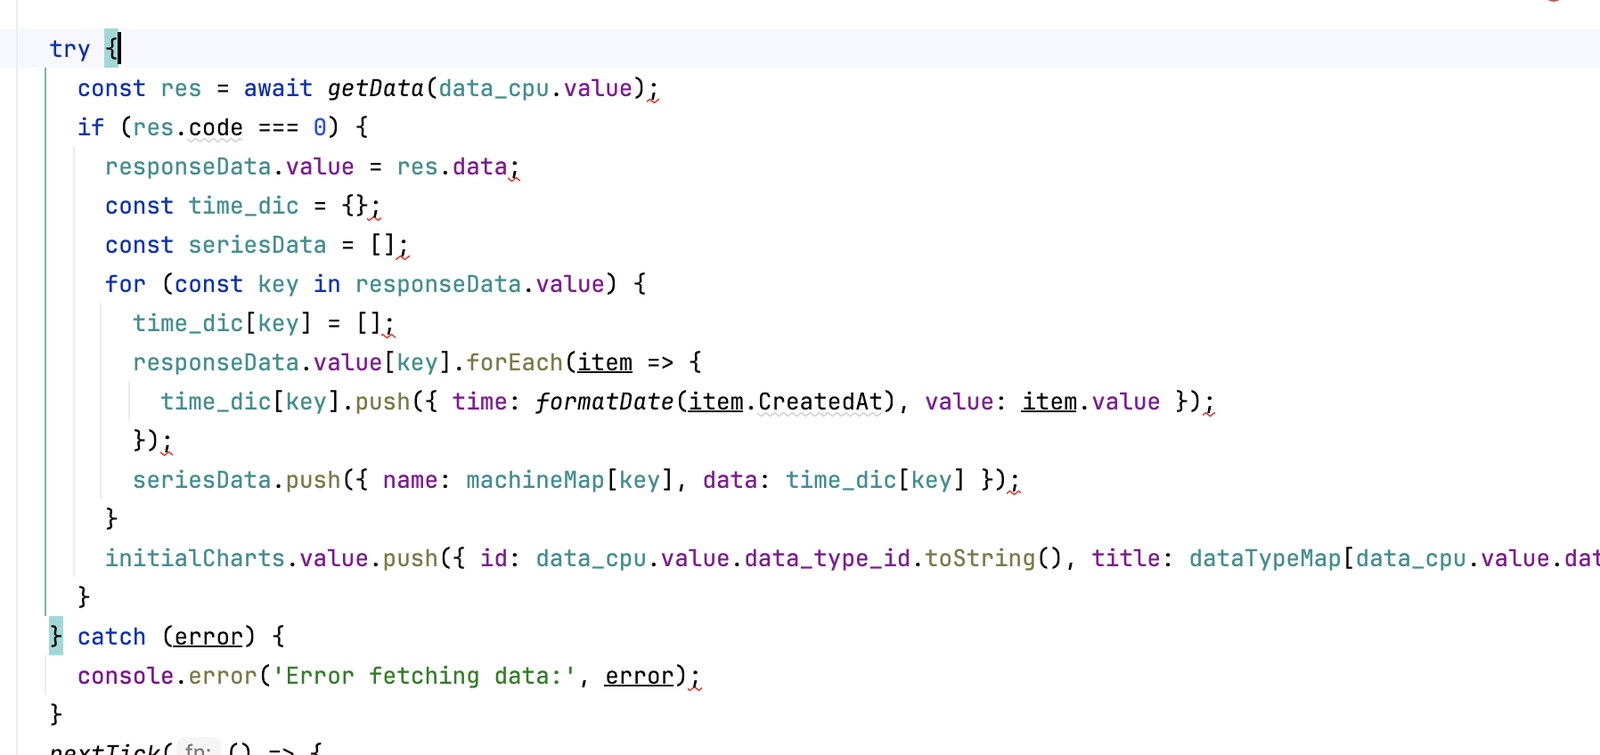 try {
const res = await getData(data_cpu.value);
if (res.code === 0) {
responseData.value = res.data;
const time_dic = {};
const seriesData = [];
for (const key in responseData.value) {
time_dic[key] = [];
responseData.value[key].forEach(item => {
time_dic[key].push({ time: formatDate(item.CreatedAt), value: item.value });
});
seriesData.push({ name: machineMap[key], data: time_dic[key] });
}
initialCharts.value.push({ id: data_cpu.value.data_type_id.toString(), title: dataTypeMap[data_cpu.value.dat
}
} catch (error) {
console.error('Error fetching data:', error);
}
nextTick( fn: () => {